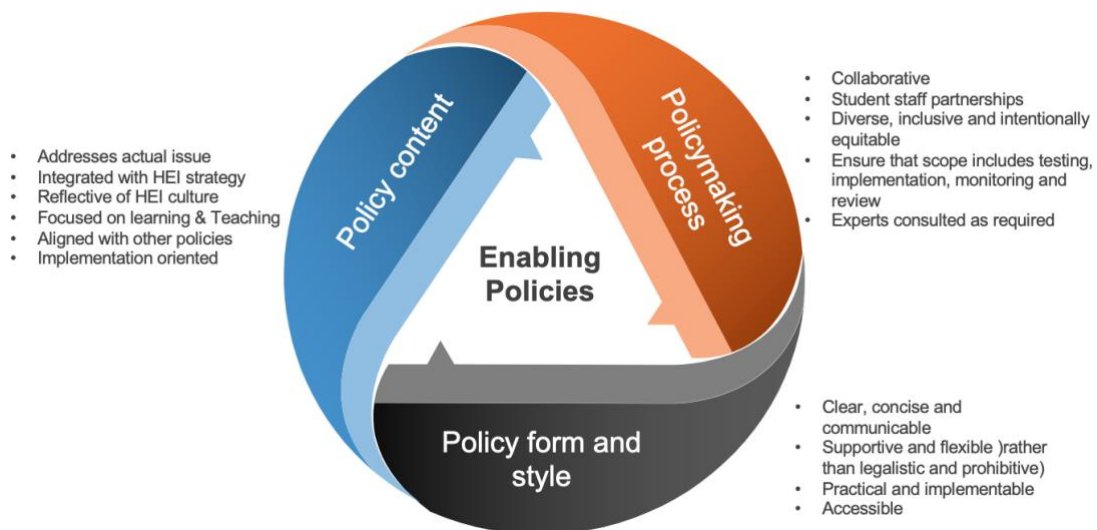 Policy content
Policymaking
process
Enabling
Policies
Policy form and
style
• Addresses actual issue
• Integrated with HEI strategy
• Reflective of HEI culture
• Focused on learning & Teaching
• Aligned with other policies
• Implementation oriented
• Collaborative
• Student staff partnerships
• Diverse, inclusive and intentionally
equitable
• Ensure that scope includes testing,
implementation, monitoring and
review
• Experts consulted as required
• Clear, concise and
communicable
• Supportive and flexible )rather
than legalistic and prohibitive)
• Practical and implementable
• Accessible